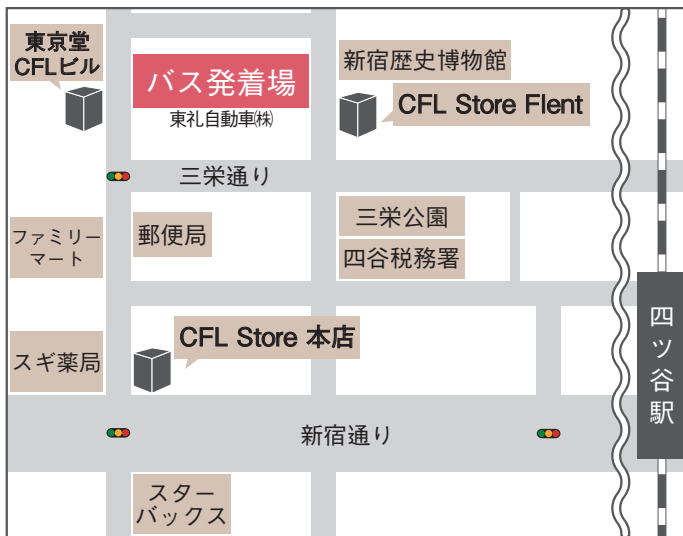 東京堂
CFLビル
バス発着場
東礼自動車㈱
新宿歴史博物館
CFL Store Flent
三栄通り
ファミリー
マート
郵便局
三栄公園
四谷税務署
スギ薬局
CFL Store 本店
四ツ谷駅
新宿通り
スター
バックス